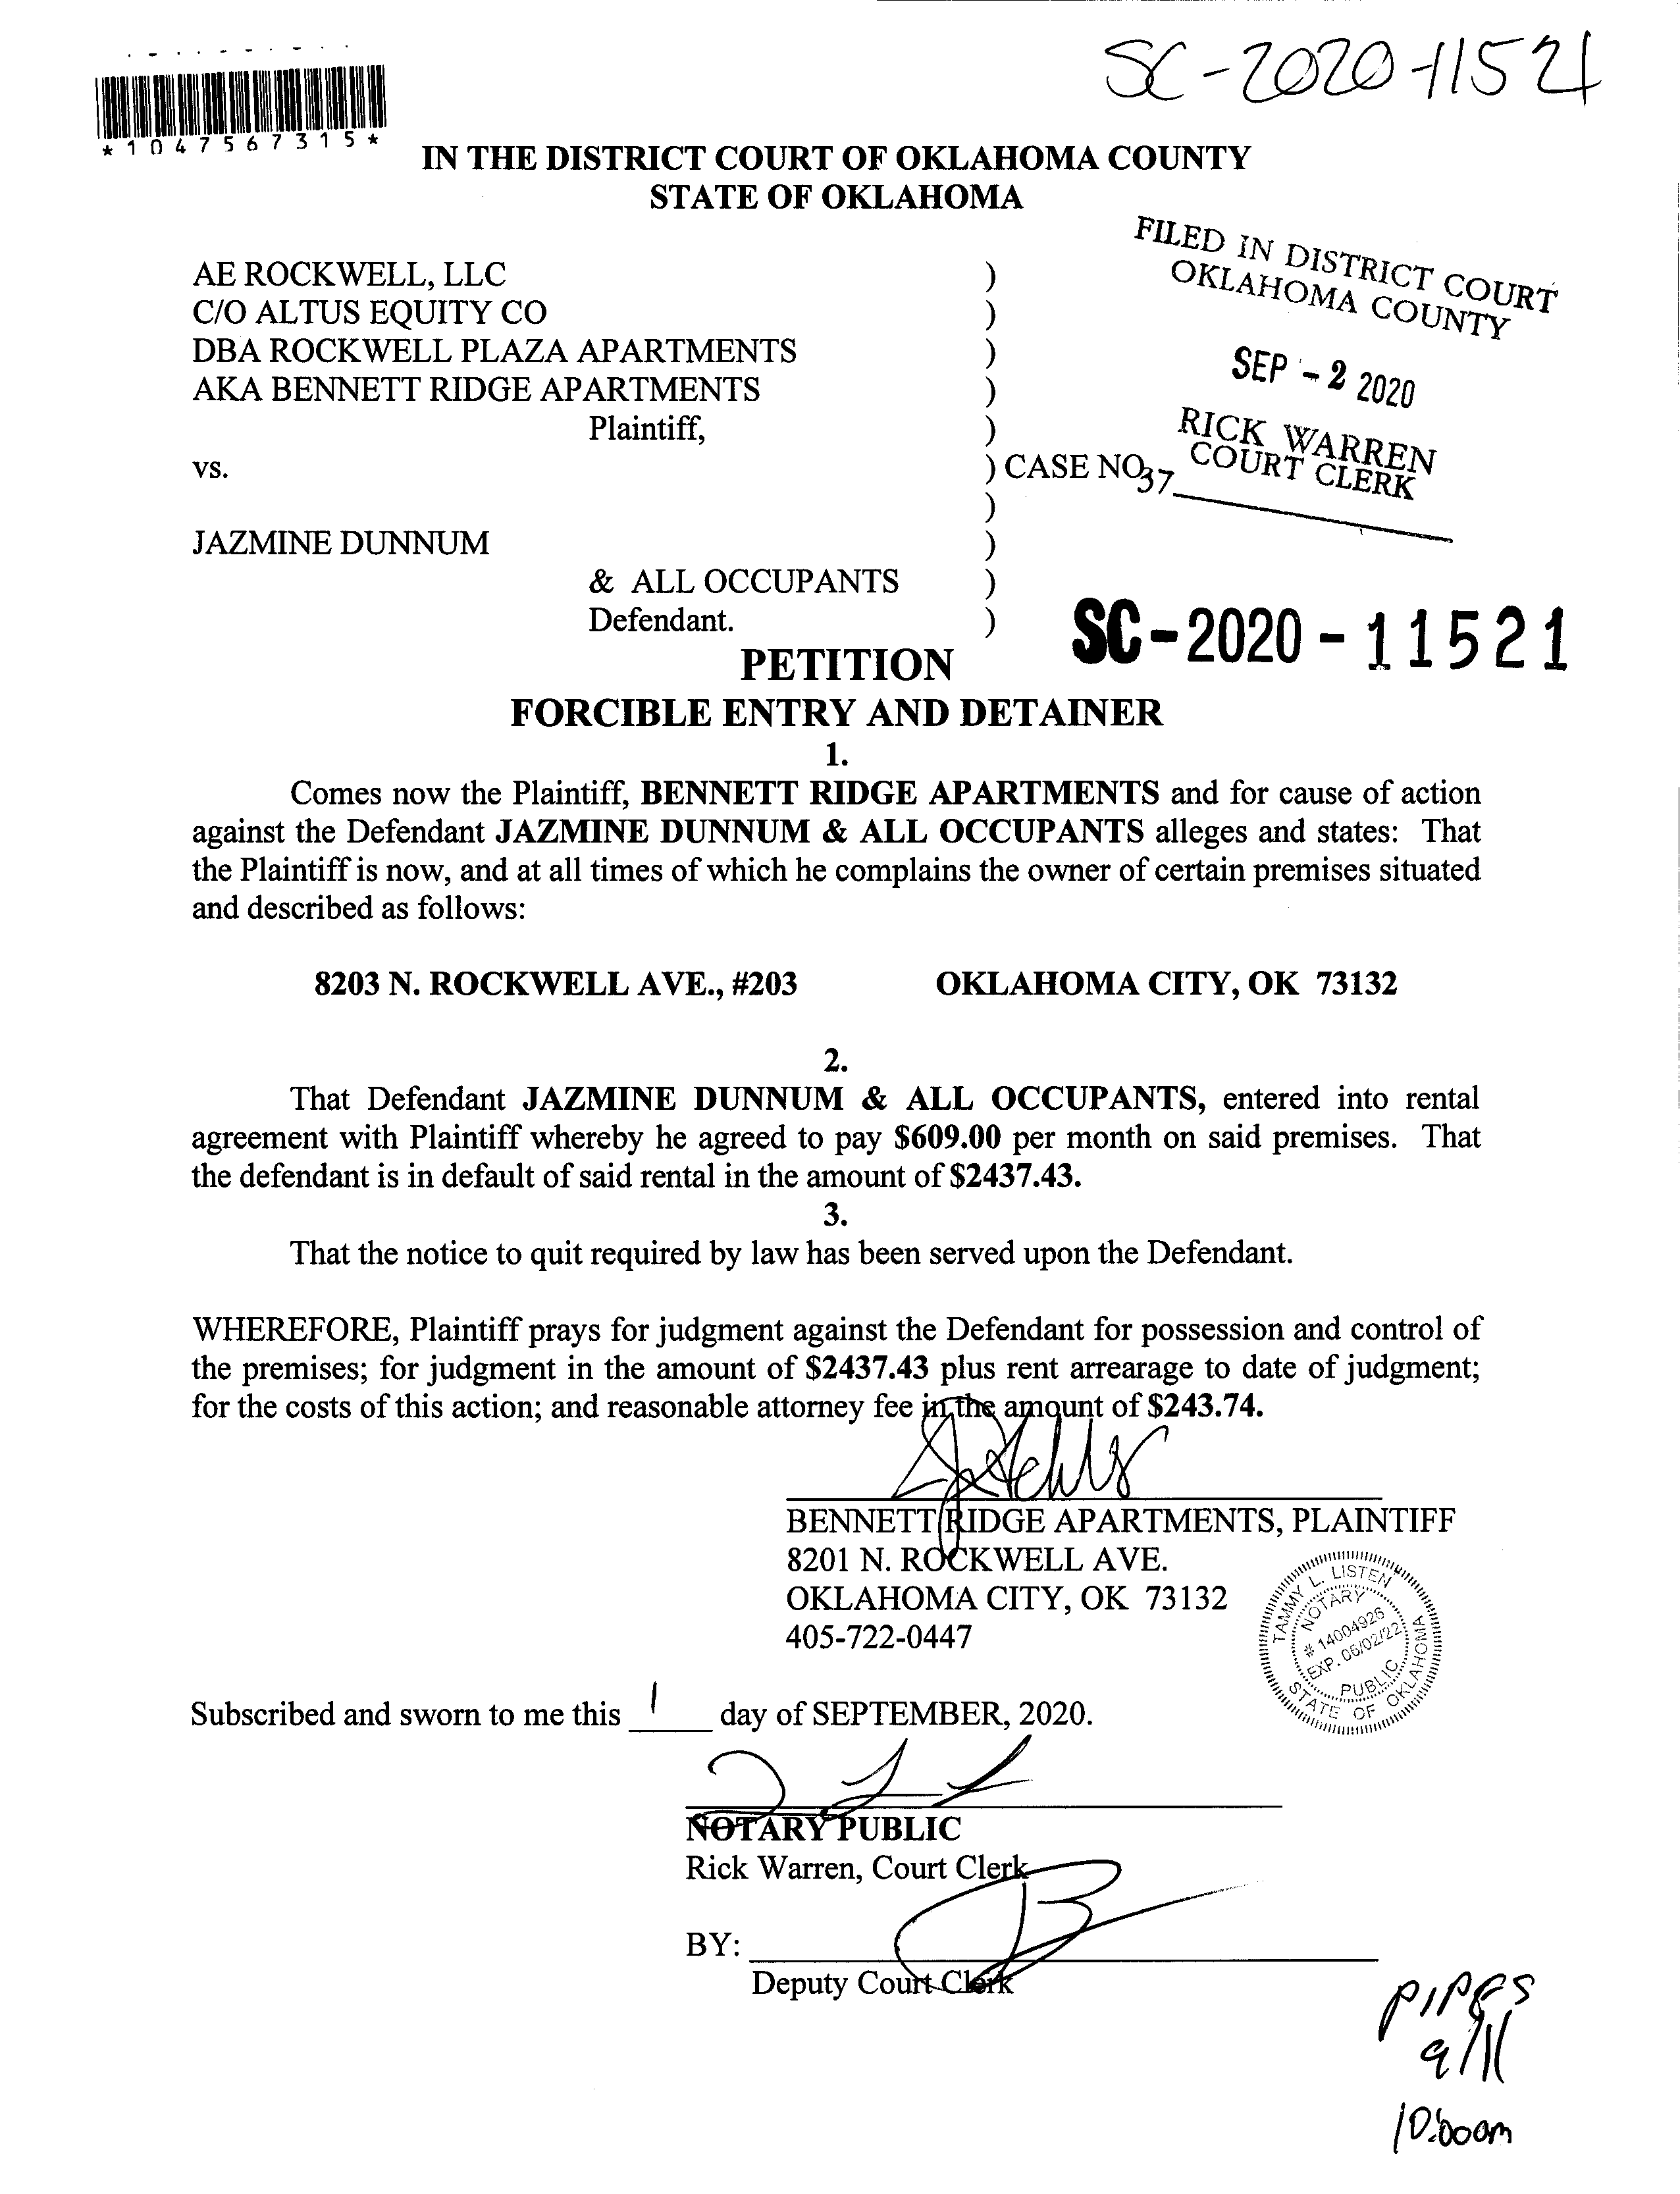 SC-2020-11521
*1047567315*
IN THE DISTRICT COURT OF OKLAHOMA COUNTY
STATE OF OKLAHOMA
FILED IN DISTRICT COURT
OKLAHOMA COUNTY
SEP - 2 2020
RICK WARREN
COURT CLERK
37
AE ROCKWELL, LLC )
C/O ALTUS EQUITY CO )
DBA ROCKWELL PLAZA APARTMENTS )
AKA BENNETT RIDGE APARTMENTS )
Plaintiff, )
vs. ) CASE NO
)
JAZMINE DUNNUM )
& ALL OCCUPANTS )
Defendant. )
SC-2020-11521
PETITION
FORCIBLE ENTRY AND DETAINER
1.
Comes now the Plaintiff, BENNETT RIDGE APARTMENTS and for cause of action
against the Defendant JAZMINE DUNNUM & ALL OCCUPANTS alleges and states: That
the Plaintiff is now, and at all times of which he complains the owner of certain premises situated
and described as follows:
8203 N. ROCKWELL AVE., #203 OKLAHOMA CITY, OK 73132
2.
That Defendant JAZMINE DUNNUM & ALL OCCUPANTS, entered into rental
agreement with Plaintiff whereby he agreed to pay $609.00 per month on said premises. That
the defendant is in default of said rental in the amount of $2437.43.
3.
That the notice to quit required by law has been served upon the Defendant.
WHEREFORE, Plaintiff prays for judgment against the Defendant for possession and control of
the premises; for judgment in the amount of $2437.43 plus rent arrearage to date of judgment;
for the costs of this action; and reasonable attorney fee in the amount of $243.74.
BENNETT RIDGE APARTMENTS, PLAINTIFF
8201 N. ROCKWELL AVE.
OKLAHOMA CITY, OK 73132
405-722-0447
TAMMY L. LISTEN
NOTARY
# 14004926
EXP. 06/02/22
PUBLIC
STATE OF OKLAHOMA
Subscribed and sworn to me this 1 day of SEPTEMBER, 2020.
NOTARY PUBLIC
Rick Warren, Court Clerk
BY:
Deputy Court Clerk
PIPES
9/11
10:00am